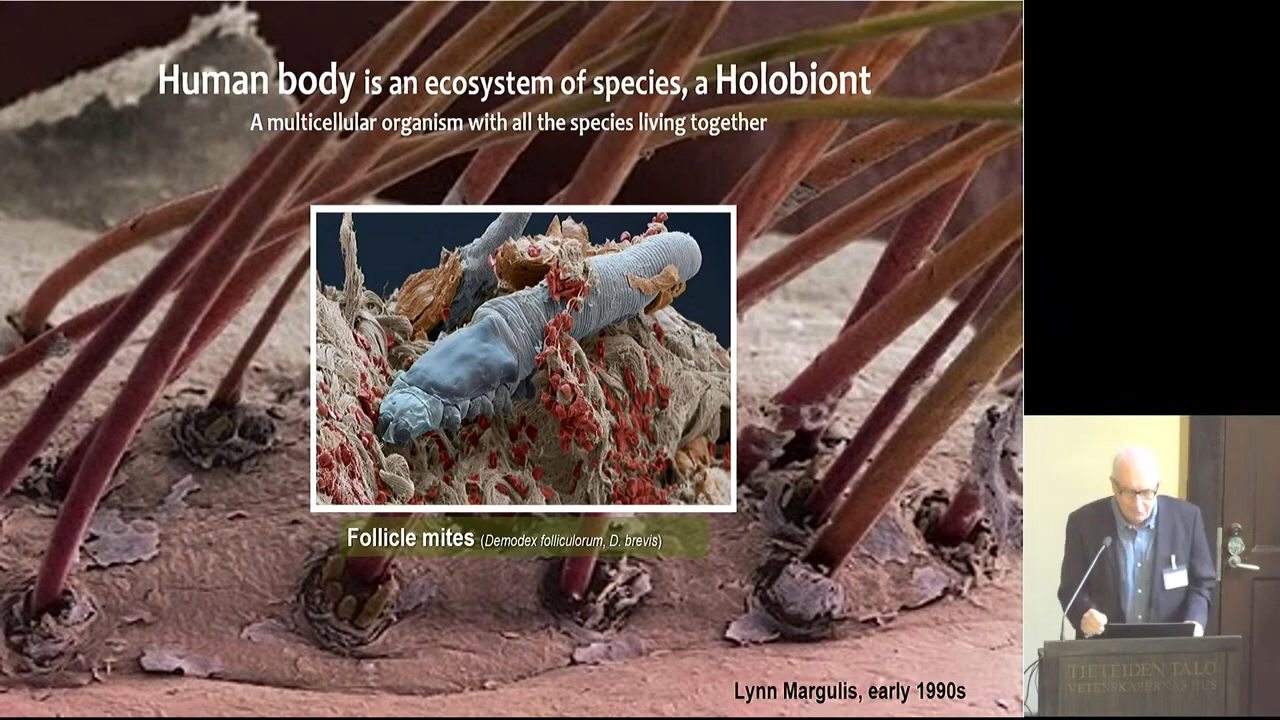 Human body is an ecosystem of species, a Holobiont
A multicellular organism with all the species living together
Follicle mites (Demodex folliculorum, D. brevis)
Lynn Margulis, early 1990s
TIETEIDEN TALO
VETENSKAPERNAS HUS